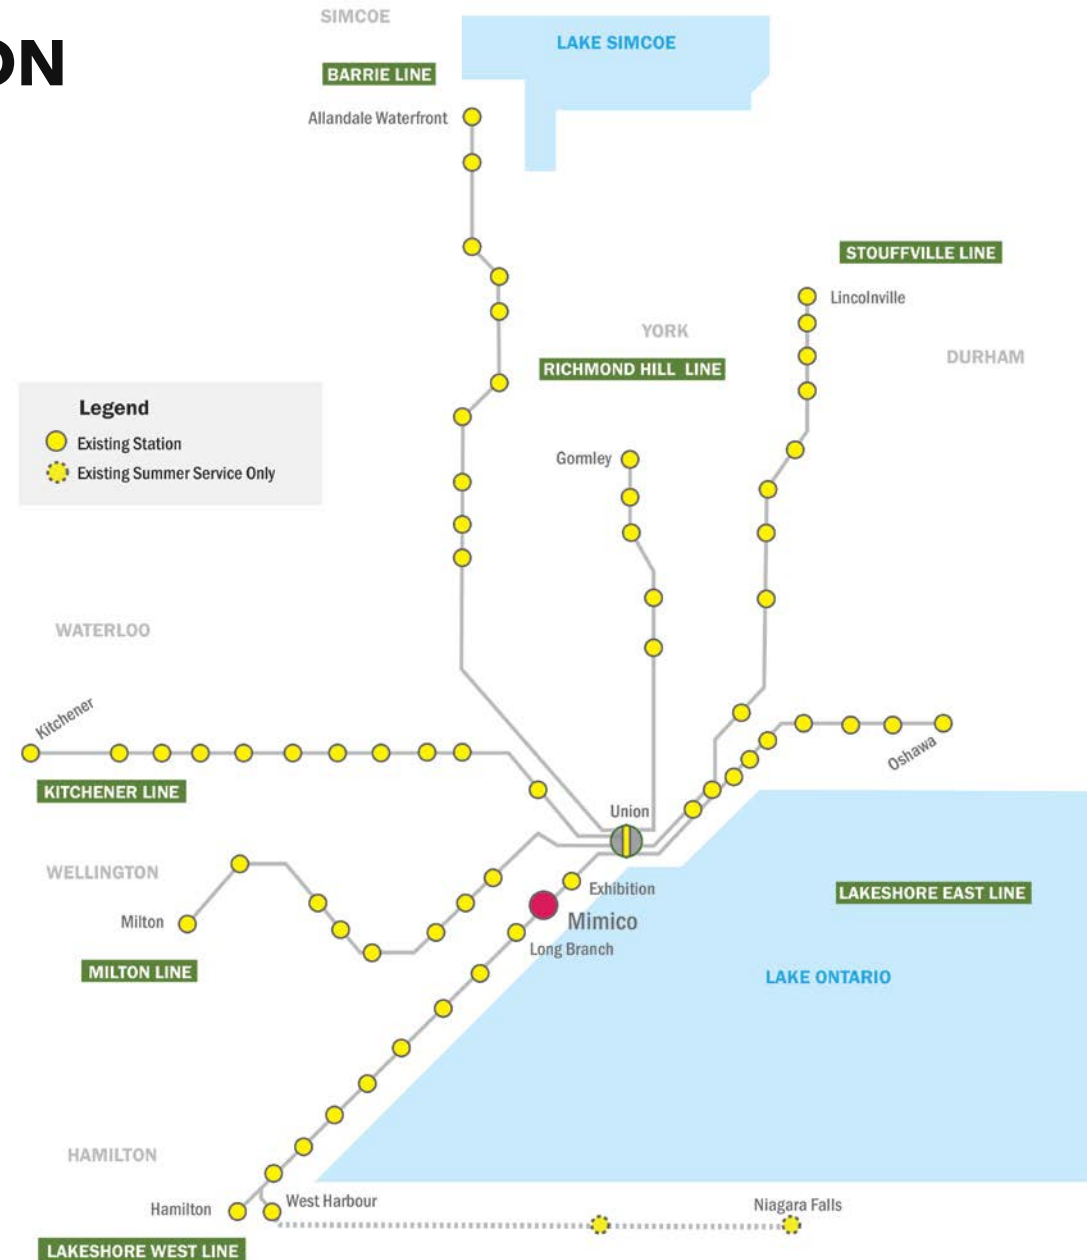 SIMCOE
ON
LAKE SIMCOE
BARRIE LINE
Allandale Waterfront
STOUFFVILLE LINE
Lincolnville
YORK
DURHAM
RICHMOND HILL LINE
Legend
Existing Station
Existing Summer Service Only
Gormley
WATERLOO
Kitchener
Oshawa
KITCHENER LINE
Union
WELLINGTON
Exhibition
LAKESHORE EAST LINE
Milton
Mimico
Long Branch
MILTON LINE
LAKE ONTARIO
HAMILTON
Hamilton
West Harbour
Niagara Falls
LAKESHORE WEST LINE